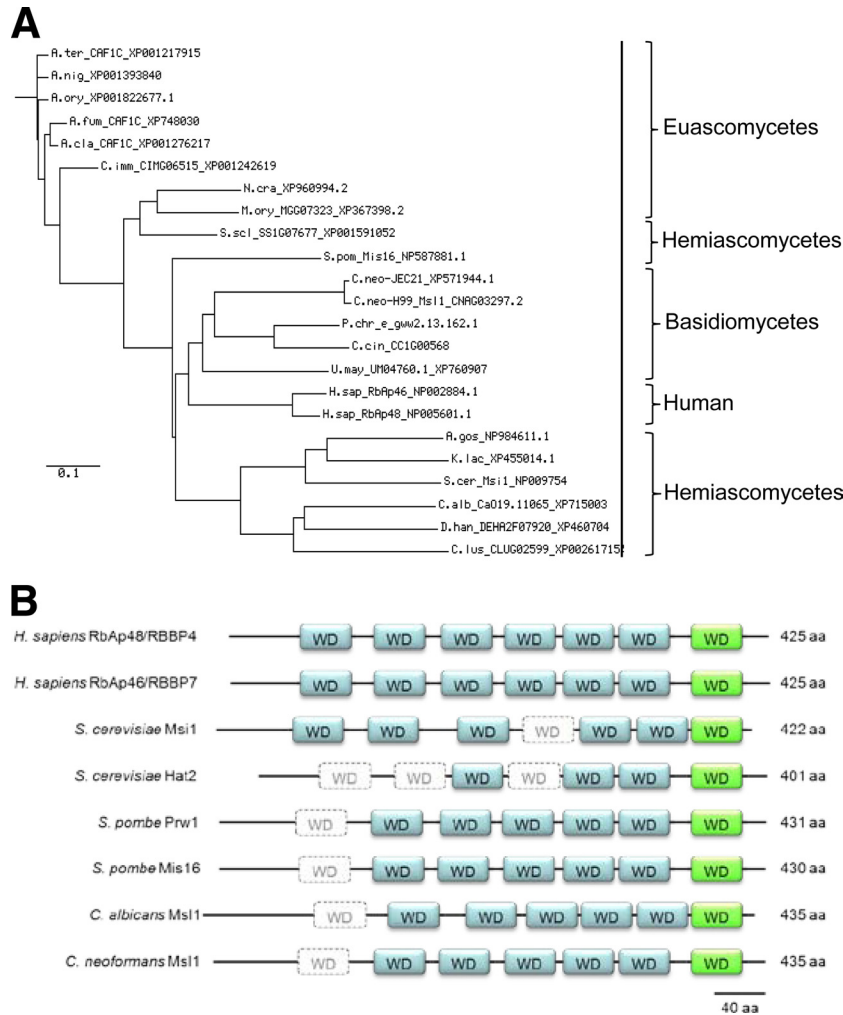 A
A.ter_CAF1C_XP001217915
A.nig_XP001393840
A.ory_XP001822677.1
A.fum_CAF1C_XP748030
A.cla_CAF1C_XP001276217
C.imm_CIMG06515_XP001242619
N.cra_XP960994.2
M.ory_MGG07323_XP367398.2
S.scl_SS1G07677_XP001591052
S.pom_Mis16_NP587881.1
C.neo-JEC21_XP571944.1
C.neo-H99_Msl1_CNAG03297.2
P.chr_e_gww2.13.162.1
C.cin_CC1G00568
U.may_UM04760.1_XP760907
H.sap_RbAp46_NP002884.1
H.sap_RbAp48_NP005601.1
A.gos_NP984611.1
K.lac_XP455014.1
S.cer_Msi1_NP009754
C.alb_CaO19.11065_XP715003
D.han_DEHA2F07920_XP460704
C.lus_CLUG02599_XP00261715
0.1
Euascomycetes
Hemiascomycetes
Basidiomycetes
Human
Hemiascomycetes
B
H. sapiens RbAp48/RBBP4 WD WD WD WD WD WD WD 425 aa
H. sapiens RbAp46/RBBP7 WD WD WD WD WD WD WD 425 aa
S. cerevisiae Msi1 WD WD WD WD WD WD WD 422 aa
S. cerevisiae Hat2 WD WD WD WD WD WD WD 401 aa
S. pombe Prw1 WD WD WD WD WD WD WD 431 aa
S. pombe Mis16 WD WD WD WD WD WD WD 430 aa
C. albicans Msl1 WD WD WD WD WD WD WD 435 aa
C. neoformans Msl1 WD WD WD WD WD WD WD 435 aa
40 aa